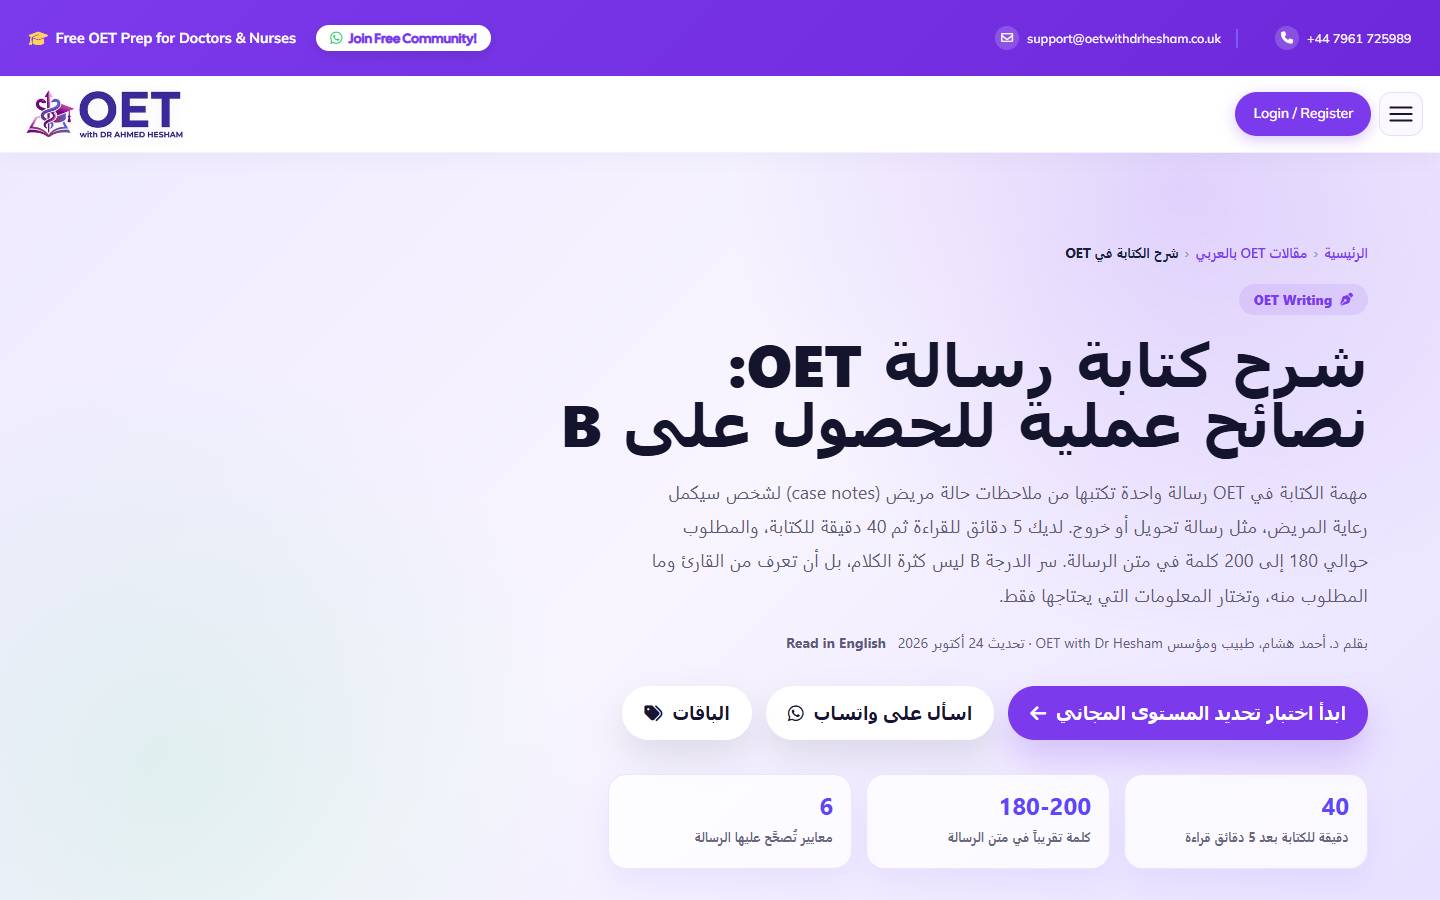 Free OET Prep for Doctors & Nurses
Join Free Community!
support@oetwithdrhesham.co.uk
+44 7961 725989
OET
with DR AHMED HESHAM
Login / Register
الرئيسية › مقالات OET بالعربي › شرح الكتابة في OET
OET Writing
شرح كتابة رسالة OET:
نصائح عملية للحصول على B
مهمة الكتابة في OET رسالة واحدة تكتبها من ملاحظات حالة مريض (case notes) لشخص سيكمل
رعاية المريض، مثل رسالة تحويل أو خروج. لديك 5 دقائق للقراءة ثم 40 دقيقة للكتابة، والمطلوب
حوالي 180 إلى 200 كلمة في متن الرسالة. سر الدرجة B ليس كثرة الكلام، بل أن تعرف من القارئ وما
المطلوب منه، وتختار المعلومات التي يحتاجها فقط.
بقلم د. أحمد هشام، طبيب ومؤسس OET with Dr Hesham · تحديث 24 أكتوبر 2026 Read in English
ابدأ اختبار تحديد المستوى المجاني
اسأل على واتساب
الباقات
40
دقيقة للكتابة بعد 5 دقائق قراءة
180-200
كلمة تقريباً في متن الرسالة
6
معايير تُصحَّح عليها الرسالة